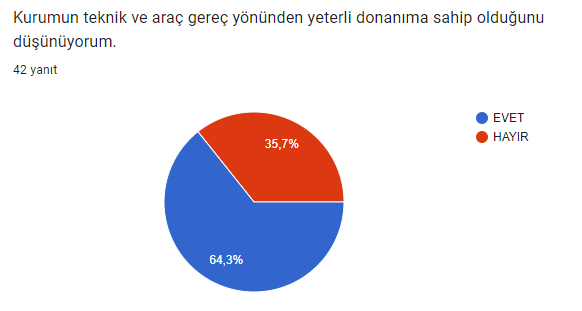 Kurumun teknik ve araç gereç yönünden yeterli donanıma sahip olduğunu
düşünüyorum.
42 yanıt
EVET
HAYIR
35,7%
64,3%